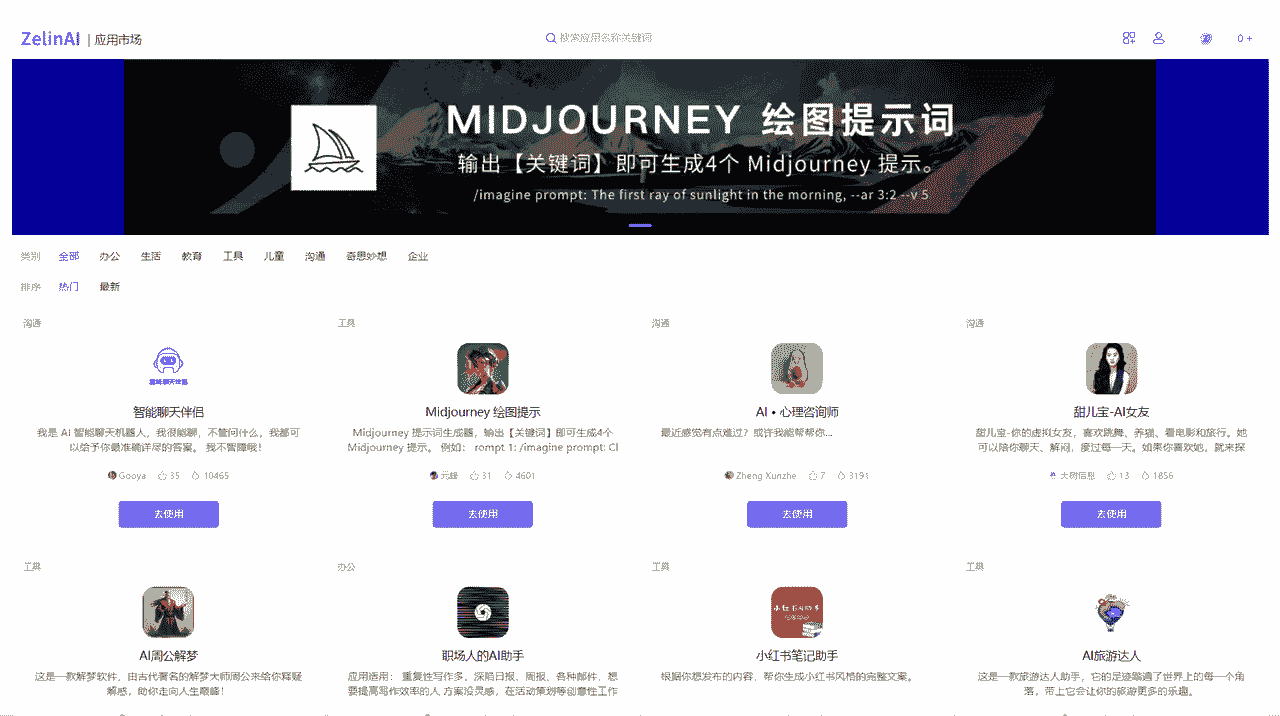 ZelinAI | 应用市场
搜索应用名称关键词
0 +
MIDJOURNEY 绘图提示词
输出【关键词】即可生成4个 Midjourney 提示。
/imagine prompt: The first ray of sunlight in the morning, --ar 3:2 --v 5
类别 全部 办公 生活 教育 工具 儿童 沟通 奇思妙想 企业
排序 热门 最新
沟通
智能聊天伴侣
智能聊天伴侣
我是 AI 智能聊天机器人，我很能聊，不管问什么，我都可
以给予你最准确详尽的答案。 我不智障哦！
Gooya 35 10465
去使用
工具
Midjourney 绘图提示
Midjourney 提示词生成器，输出【关键词】即可生成4个
Midjourney 提示。 例如： rompt 1: /imagine prompt: Cl
元峰 31 4601
去使用
沟通
AI • 心理咨询师
最近感觉有点难过？或许我能帮帮你...
Zheng Xunzhe 7 3191
去使用
沟通
甜儿宝-AI女友
甜儿宝-你的虚拟女友，喜欢跳舞、养猫、看电影和旅行。她
可以陪你聊天、解闷，度过每一天。如果你喜欢她，就来探
大树信息 13 1856
去使用
工具
AI周公解梦
这是一款解梦软件，由古代著名的解梦大师周公来给你释疑
解惑，助你走向人生巅峰！
办公
职场人的AI助手
应用适用： 重复性写作多，深陷日报、周报、各种邮件，想
要提高写作效率的人 方案没灵感，在活动策划等创意性工作
工具
小红书笔记助手
小红书笔记助手
根据你想发布的内容，帮你生成小红书风格的完整文案。
工具
AI旅游达人
这是一款旅游达人助手，它的足迹踏遍了世界上的每一个角
落，带上它会让你的旅游更多的乐趣。